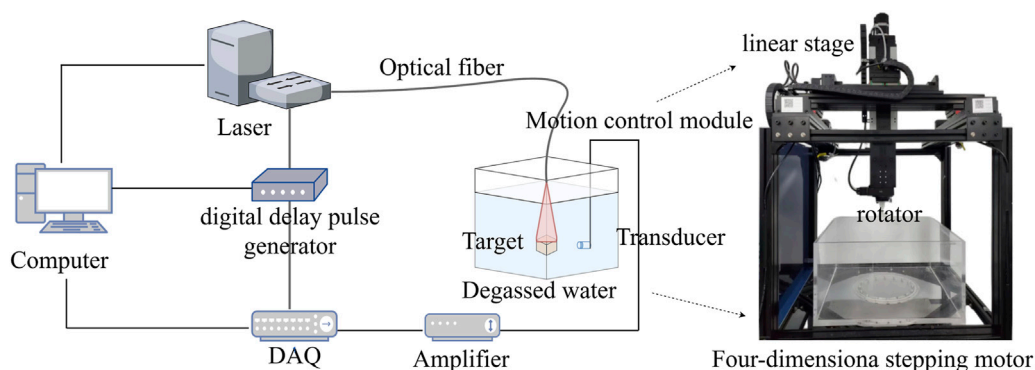 linear stage
Optical fiber
Laser
Motion control module
digital delay pulse
generator
rotator
Target
Transducer
Computer
Degassed water
DAQ
Amplifier
Four-dimensiona stepping motor